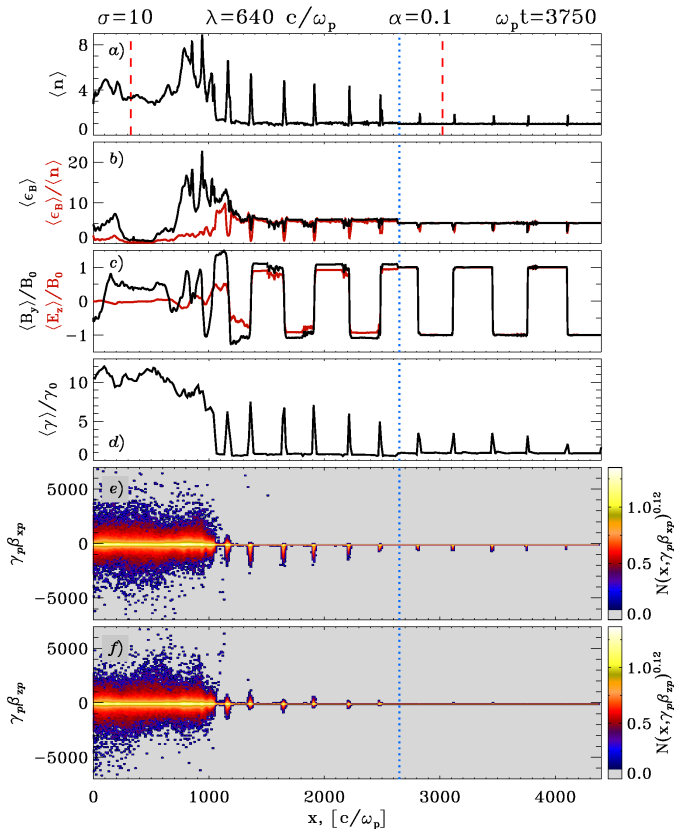 σ=10 λ=640 c/ω_p α=0.1 ω_pt=3750
a)
⟨n⟩
8
4
0
b)
⟨ϵ_B⟩
⟨ϵ_B⟩/⟨n⟩
20
10
0
c)
⟨B_y⟩/B_0
⟨E_z⟩/B_0
1
0
−1
d)
⟨γ⟩/γ_0
10
5
0
e)
γ_pβ_xp
5000
0
−5000
N(x,γ_pβ_xp)^0.12
1.0
0.5
0.0
f)
γ_pβ_zp
5000
0
−5000
N(x,γ_pβ_zp)^0.12
1.0
0.5
0.0
0 1000 2000 3000 4000
x, [c/ω_p]